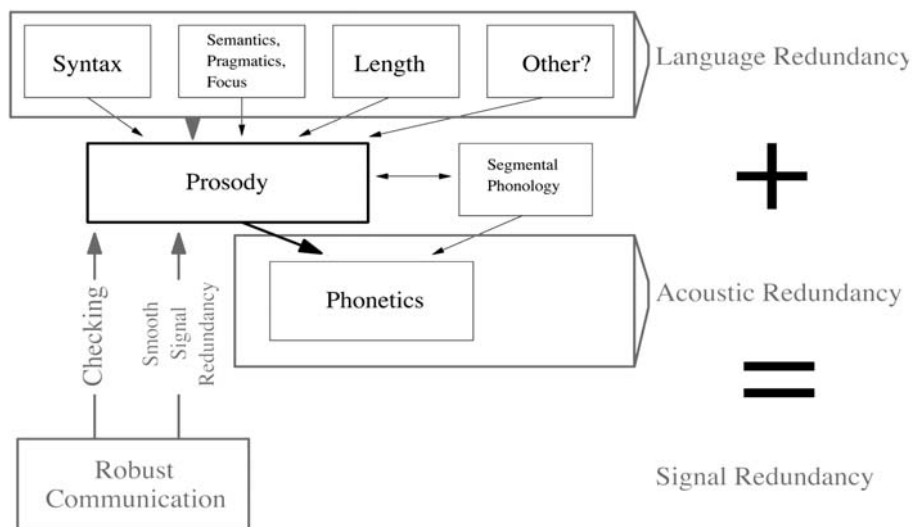 Syntax
Semantics,
Pragmatics,
Focus
Length
Other?
Language Redundancy
Prosody
Segmental
Phonology
+
Phonetics
Acoustic Redundancy
=
Checking
Smooth
Signal
Redundancy
Robust
Communication
Signal Redundancy